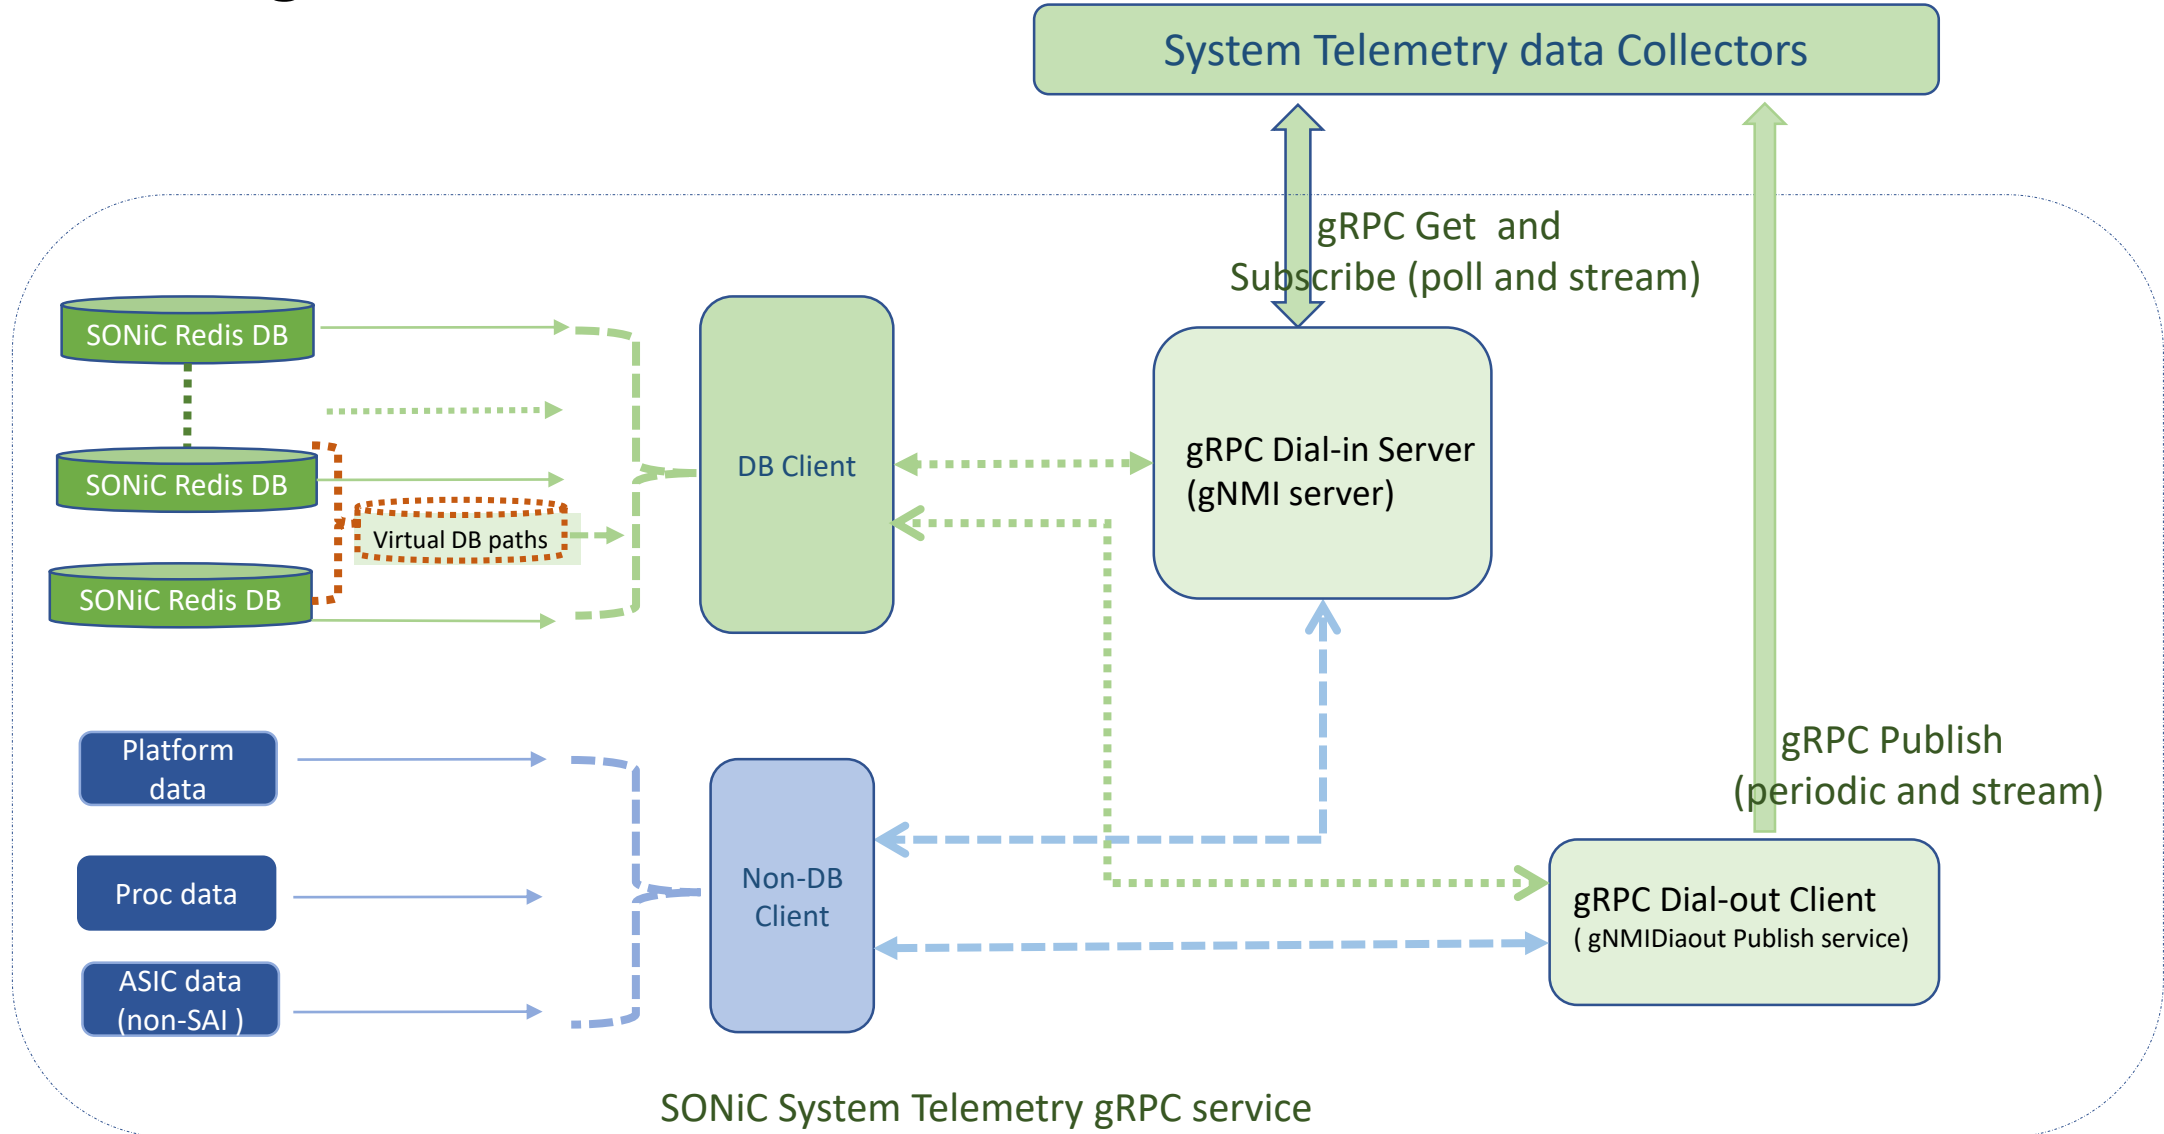 System Telemetry data Collectors
gRPC Get  and
Subscribe (poll and stream)
SONiC Redis DB
SONiC Redis DB
Virtual DB paths
SONiC Redis DB
DB Client
gRPC Dial-in Server
(gNMI server)
Platform
data
Proc data
ASIC data
(non-SAI )
Non-DB
Client
gRPC Publish
(periodic and stream)
gRPC Dial-out Client
( gNMIDiaout Publish service)
SONiC System Telemetry gRPC service